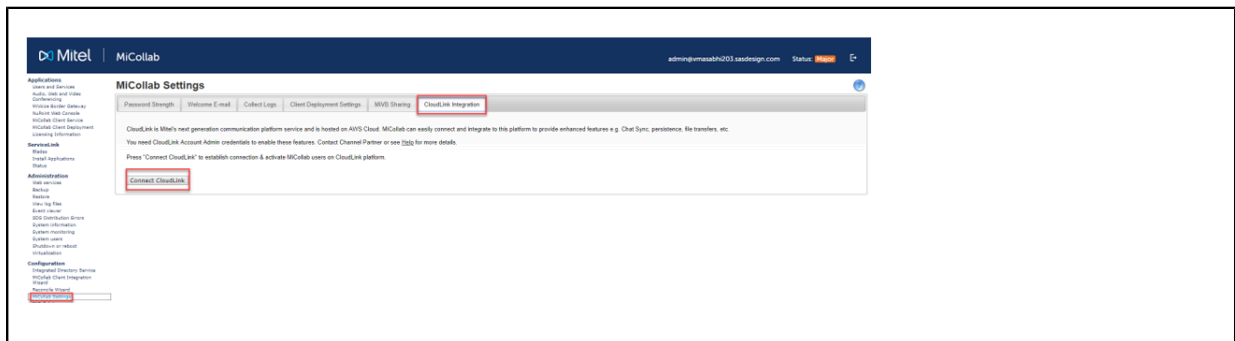 Mitel | MiCollab
admin@vmasabhi203.sasdesign.com Status: Major
Applications
Users and Services
Audio, Web and Video
Conferencing
MiVoice Border Gateway
NuPoint Web Console
MiCollab Client Service
MiCollab Client Deployment
Licensing Information
ServiceLink
Blades
Install Applications
Status
Administration
Web services
Backup
Restore
View log files
Event viewer
SDS Distribution Errors
System information
System monitoring
System users
Shutdown or reboot
Virtualization
Configuration
Integrated Directory Service
MiCollab Client Integration
Wizard
Reconcile Wizard
MiCollab Settings
MiCollab Settings
Password Strength Welcome E-mail Collect Logs Client Deployment Settings MiVB Sharing CloudLink Integration
CloudLink is Mitel's next generation communication platform service and is hosted on AWS Cloud. MiCollab can easily connect and integrate to this platform to provide enhanced features e.g. Chat Sync, persistence, file transfers, etc.
You need CloudLink Account Admin credentials to enable these features. Contact Channel Partner or see Help for more details.
Press "Connect CloudLink" to establish connection & activate MiCollab users on CloudLink platform.
Connect CloudLink